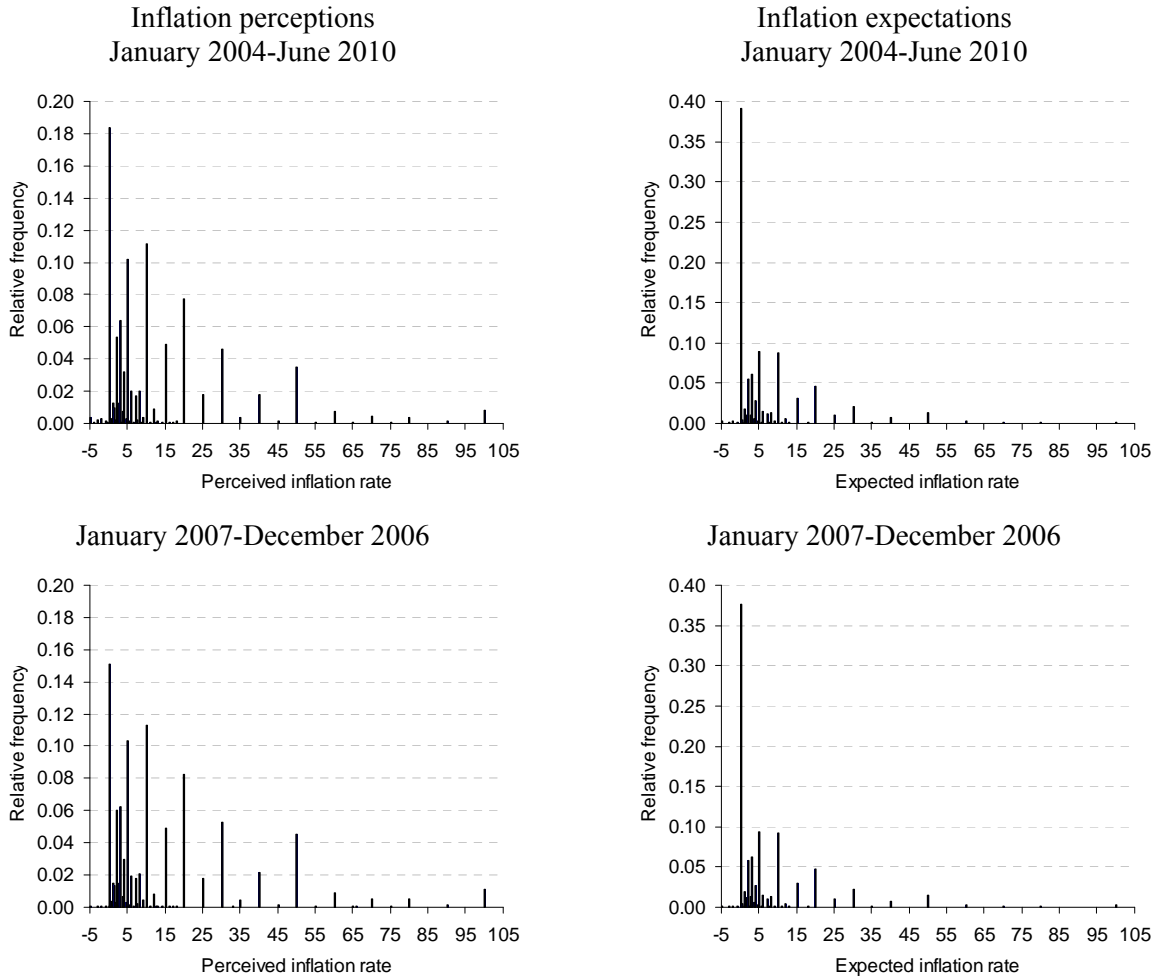 Inflation perceptions
January 2004-June 2010
Relative frequency
0.20
0.18
0.16
0.14
0.12
0.10
0.08
0.06
0.04
0.02
0.00
-5 5 15 25 35 45 55 65 75 85 95 105
Perceived inflation rate
Inflation expectations
January 2004-June 2010
Relative frequency
0.40
0.35
0.30
0.25
0.20
0.15
0.10
0.05
0.00
-5 5 15 25 35 45 55 65 75 85 95 105
Expected inflation rate
January 2007-December 2006
Relative frequency
0.20
0.18
0.16
0.14
0.12
0.10
0.08
0.06
0.04
0.02
0.00
-5 5 15 25 35 45 55 65 75 85 95 105
Perceived inflation rate
January 2007-December 2006
Relative frequency
0.40
0.35
0.30
0.25
0.20
0.15
0.10
0.05
0.00
-5 5 15 25 35 45 55 65 75 85 95 105
Expected inflation rate